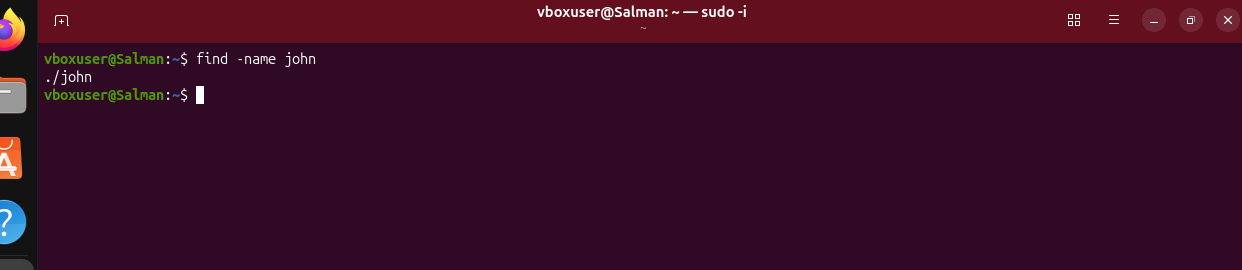 vboxuser@Salman: ~ — sudo -i
~
vboxuser@Salman:~$ find -name john
./john
vboxuser@Salman:~$